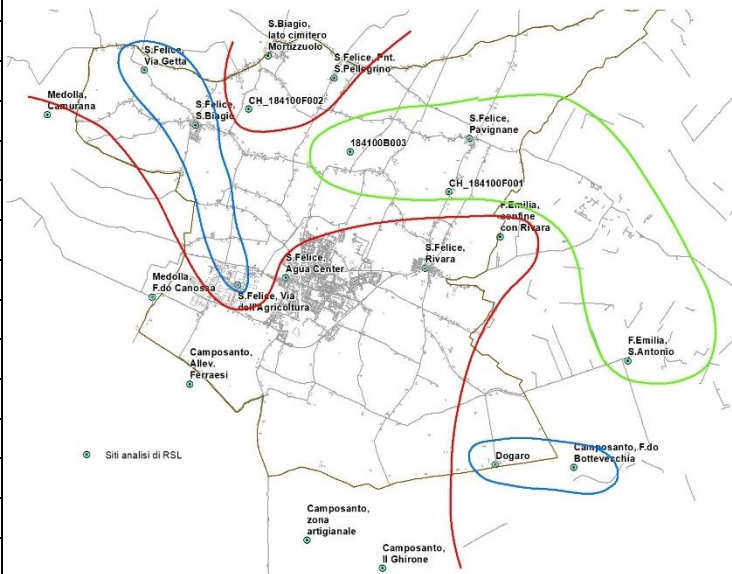 S.Biagio,
lato cimitero
Mortizzuolo
S.Felice,
Via Getta
S.Felice, Pnt.
S.Pellegrino
Medolla,
Camurana
S.Felice,
S.Biagio
CH_184100F002
S.Felice,
Pavignane
184100B003
CH_184100F001
F.Emilia,
confine
con Rivara
S.Felice,
Agua Center
S.Felice,
Rivara
Medolla,
F.do Canossa
S.Felice, Via
dell'Agricoltura
F.Emilia,
S.Antonio
Camposanto,
Allev.
Ferraesi
Siti analisi di RSL
Dogaro
Camposanto, F.do
Bottevecchia
Camposanto,
zona
artigianale
Camposanto,
Il Ghirone